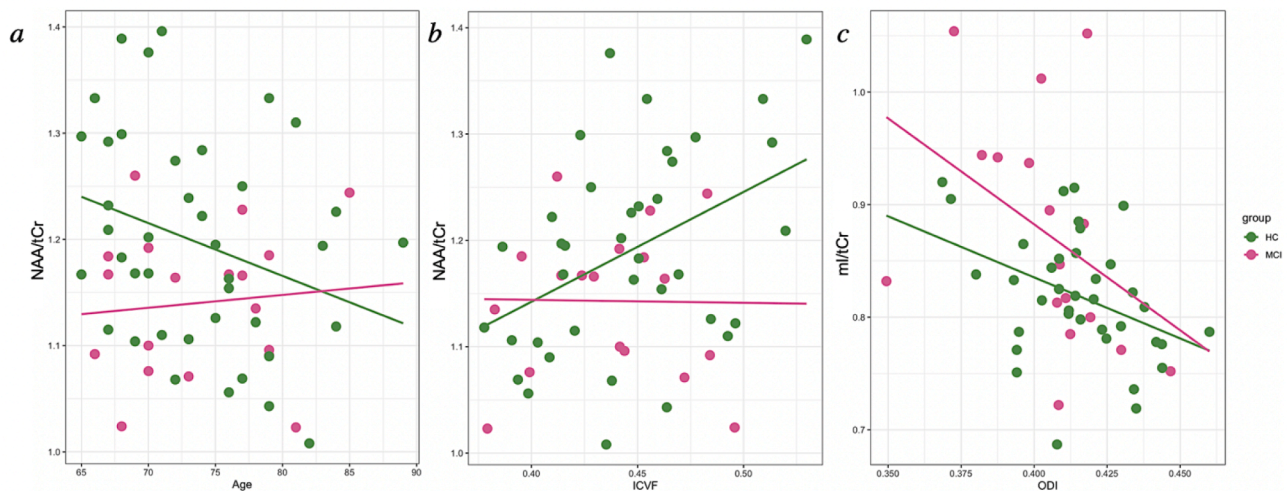 a
NAA/tCr
1.4
1.3
1.2
1.1
1.0
65
70
75
80
85
90
Age
b
NAA/tCr
1.4
1.3
1.2
1.1
1.0
0.40
0.45
0.50
ICVF
c
mI/tCr
1.0
0.9
0.8
0.7
0.350
0.375
0.400
0.425
0.450
ODI
group
HC
MCI